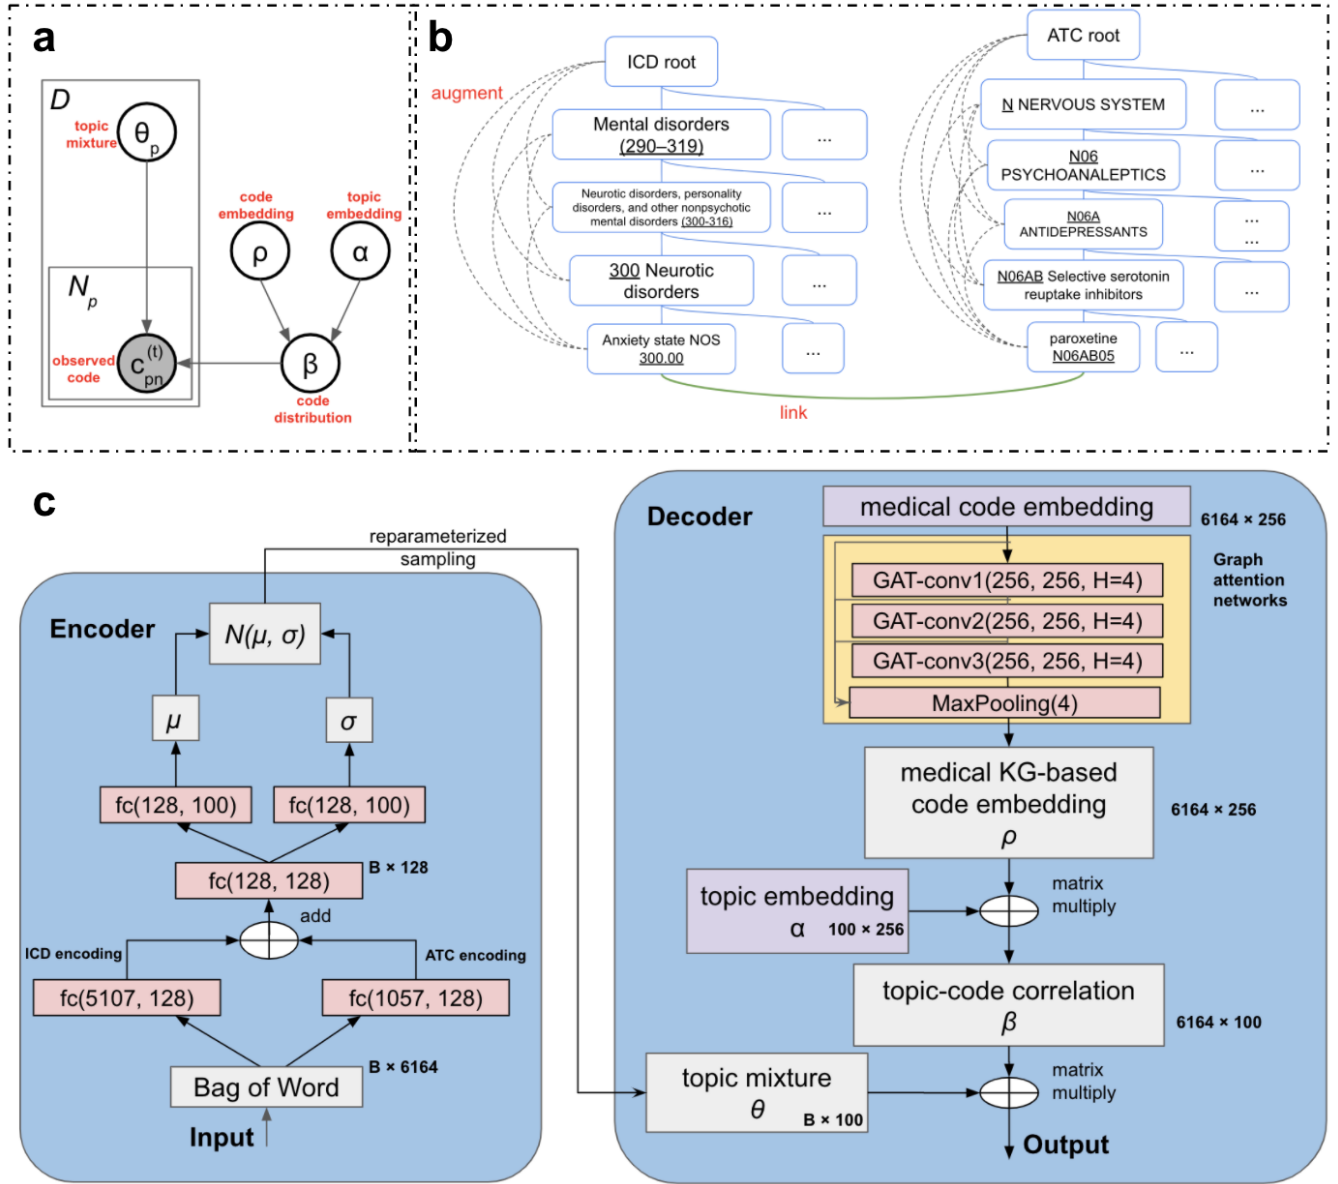 a
D
θp
topic
mixture
code
embedding
topic
embedding
ρ
α
Np
observed
code
c(t)pn
β
code
distribution
b
augment
ICD root
Mental disorders
(290–319)
...
Neurotic disorders, personality
disorders, and other nonpsychotic
mental disorders (300-316)
...
300 Neurotic
disorders
...
Anxiety state NOS
300.00
...
ATC root
N NERVOUS SYSTEM
...
N06
PSYCHOANALEPTICS
...
N06A
ANTIDEPRESSANTS
...
...
N06AB Selective serotonin
reuptake inhibitors
...
paroxetine
N06AB05
...
link
c
Encoder
reparameterized
sampling
N(μ, σ)
μ
σ
fc(128, 100)
fc(128, 100)
fc(128, 128)
B × 128
add
ICD encoding
ATC encoding
fc(5107, 128)
fc(1057, 128)
B × 6164
Bag of Word
Input
Decoder
medical code embedding
6164 × 256
Graph
attention
networks
GAT-conv1(256, 256, H=4)
GAT-conv2(256, 256, H=4)
GAT-conv3(256, 256, H=4)
MaxPooling(4)
medical KG-based
code embedding
ρ
6164 × 256
topic embedding
α 100 × 256
matrix
multiply
topic-code correlation
β
6164 × 100
topic mixture
θ
B × 100
matrix
multiply
Output